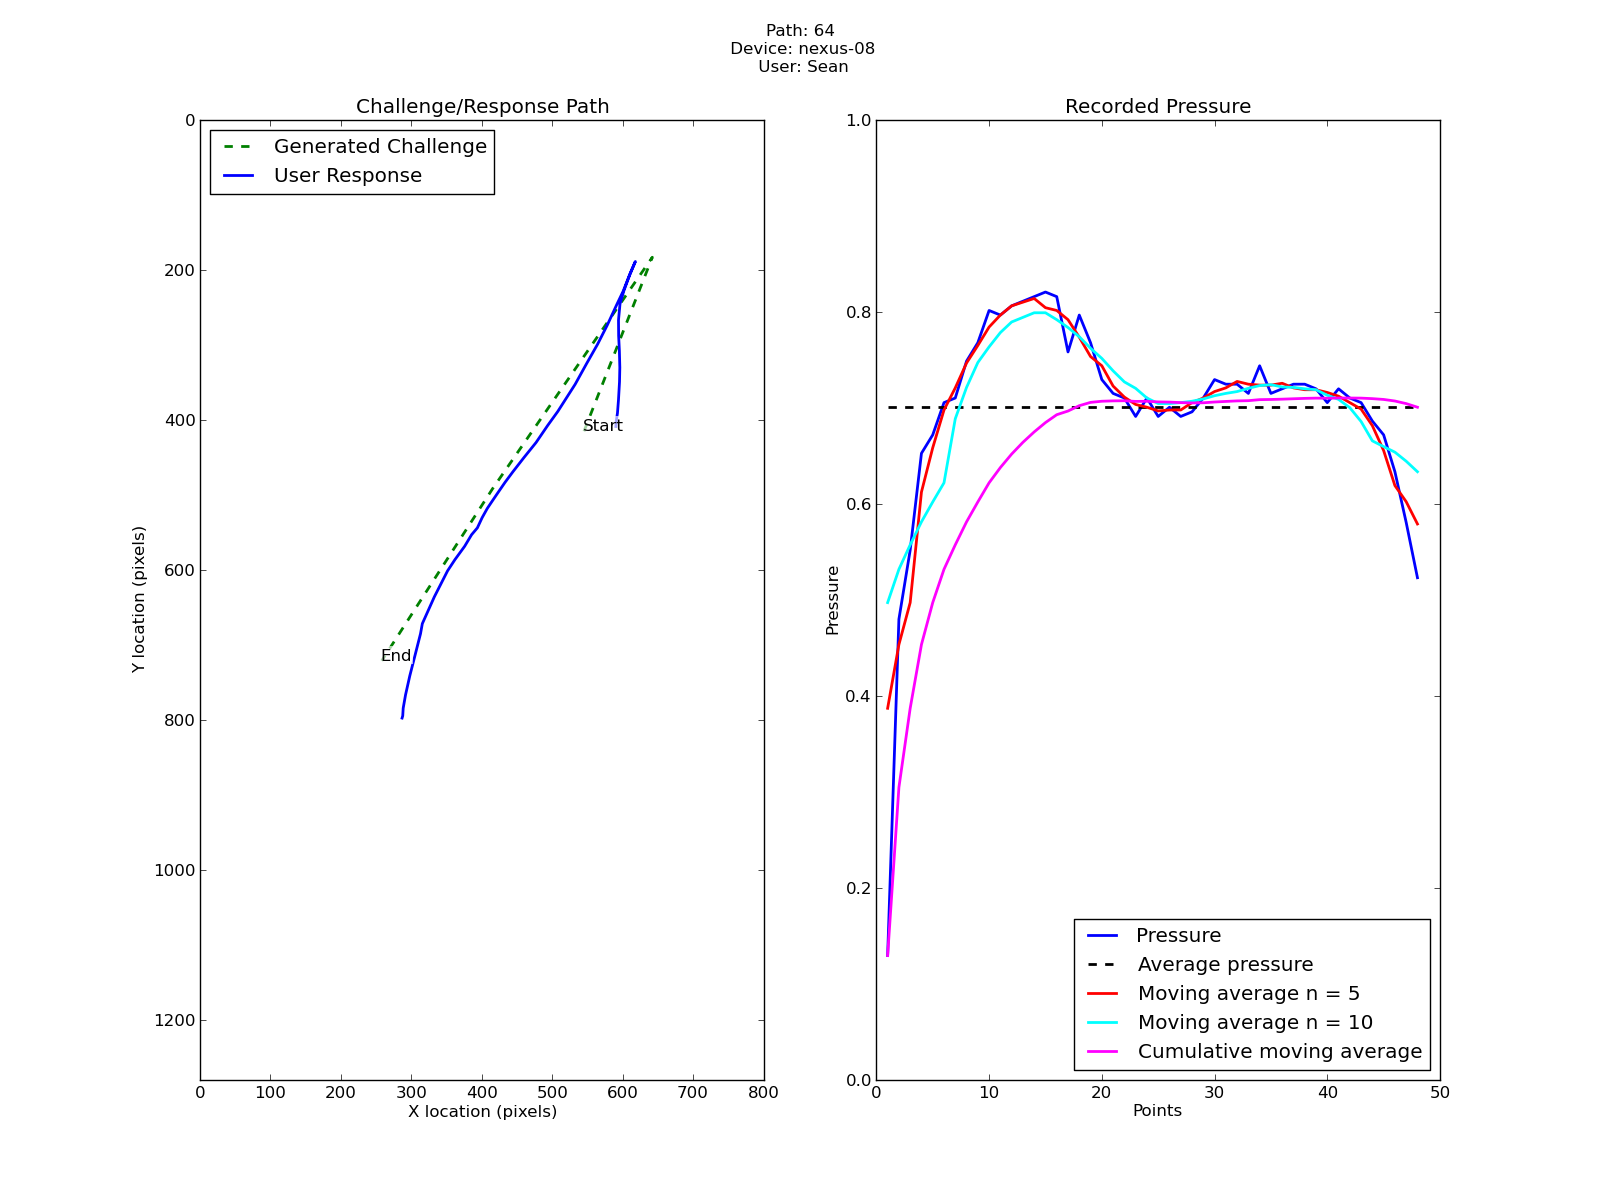 Path: 64
Device: nexus-08
User: Sean
Challenge/Response Path
Generated Challenge
User Response
Start
End
0
200
400
600
800
1000
1200
Y location (pixels)
0 100 200 300 400 500 600 700 800
X location (pixels)
Recorded Pressure
1.0
0.8
0.6
0.4
0.2
0.0
Pressure
Pressure
Average pressure
Moving average n = 5
Moving average n = 10
Cumulative moving average
0 10 20 30 40 50
Points